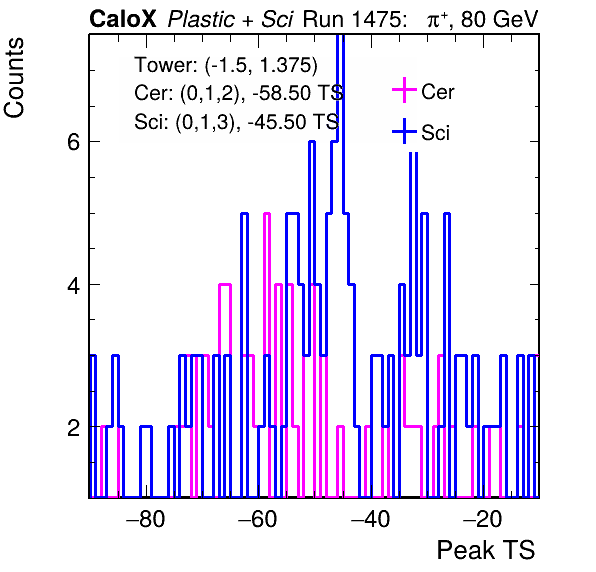 CaloX Plastic + Sci Run 1475: π⁺, 80 GeV
Tower: (-1.5, 1.375)
Cer: (0,1,2), -58.50 TS
Sci: (0,1,3), -45.50 TS
Cer
Sci
Counts
6
4
2
−80 −60 −40 −20
Peak TS